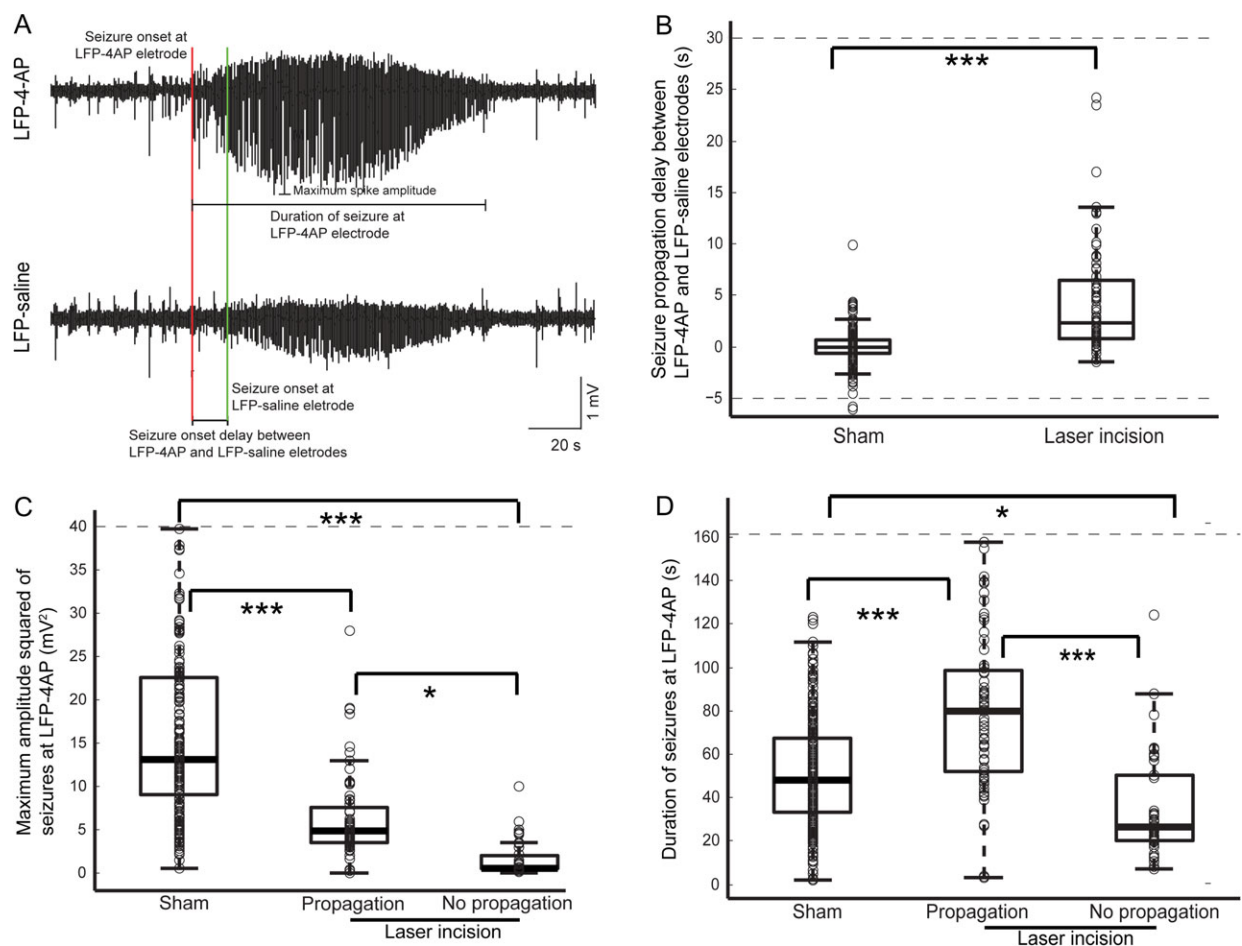 A
LFP-4-AP
Seizure onset at
LFP-4AP eletrode
Maximum spike amplitude
Duration of seizure at
LFP-4AP electrode
LFP-saline
Seizure onset at
LFP-saline eletrode
Seizure onset delay between
LFP-4AP and LFP-saline eletrodes
1 mV
20 s
B
Seizure propagation delay between
LFP-4AP and LFP-saline electrodes (s)
30
25
20
15
10
5
0
−5
***
Sham
Laser incision
C
Maximum amplitude squared of
seizures at LFP-4AP (mV²)
40
35
30
25
20
15
10
5
0
***
***
*
Sham
Propagation
No propagation
Laser incision
D
Duration of seizures at LFP-4AP (s)
160
140
120
100
80
60
40
20
0
*
***
***
Sham
Propagation
No propagation
Laser incision